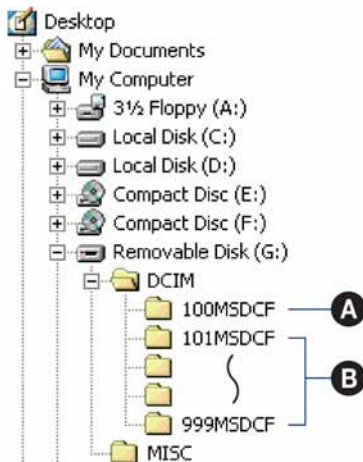 Desktop
My Documents
My Computer
3½ Floppy (A:)
Local Disk (C:)
Local Disk (D:)
Compact Disc (E:)
Compact Disc (F:)
Removable Disk (G:)
DCIM
100MSDCF A
101MSDCF
B
999MSDCF
MISC